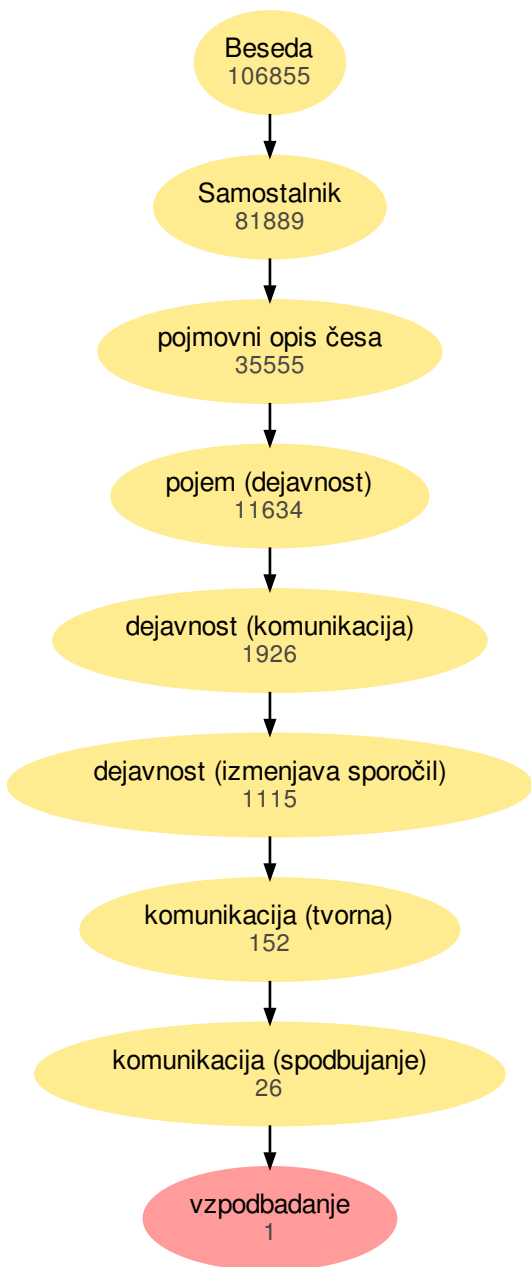 Beseda
106855
Samostalnik
81889
pojmovni opis česa
35555
pojem (dejavnost)
11634
dejavnost (komunikacija)
1926
dejavnost (izmenjava sporočil)
1115
komunikacija (tvorna)
152
komunikacija (spodbujanje)
26
vzpodbadanje
1